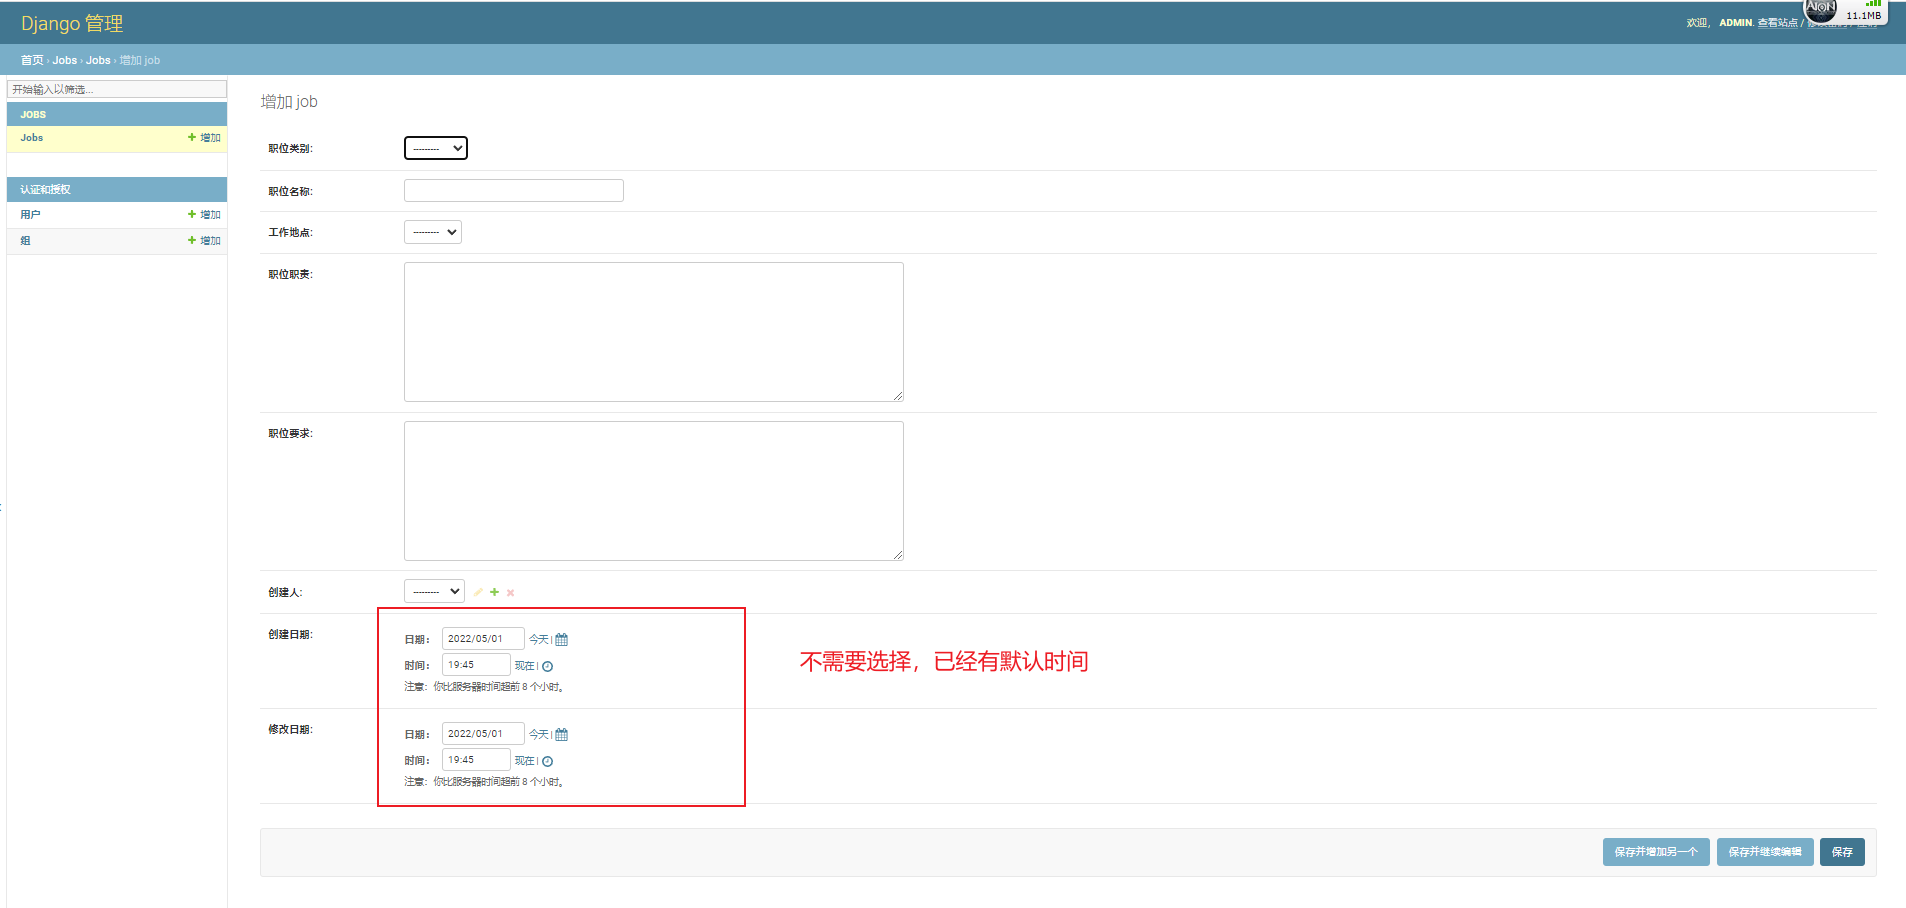 Django 管理
欢迎， ADMIN. 查看站点 /
AION
11.1MB
首页 › Jobs › Jobs › 增加 job
开始输入以筛选...
JOBS
Jobs
增加
认证和授权
用户
增加
组
增加
增加 job
职位类别:
---------
职位名称:
工作地点:
---------
职位职责:
职位要求:
创建人:
---------
创建日期:
日期： 2022/05/01 今天 |
时间： 19:45 现在 |
注意：你比服务器时间超前 8 个小时。
不需要选择，已经有默认时间
修改日期:
日期： 2022/05/01 今天 |
时间： 19:45 现在 |
注意：你比服务器时间超前 8 个小时。
保存并增加另一个
保存并继续编辑
保存